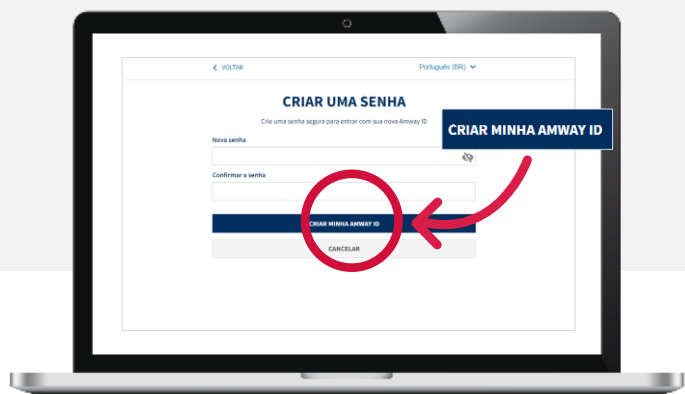 VOLTAR
Português (BR)
CRIAR UMA SENHA
Crie uma senha segura para entrar com sua nova Amway ID
CRIAR MINHA AMWAY ID
Nova senha
Confirmar a senha
CRIAR MINHA AMWAY ID
CANCELAR